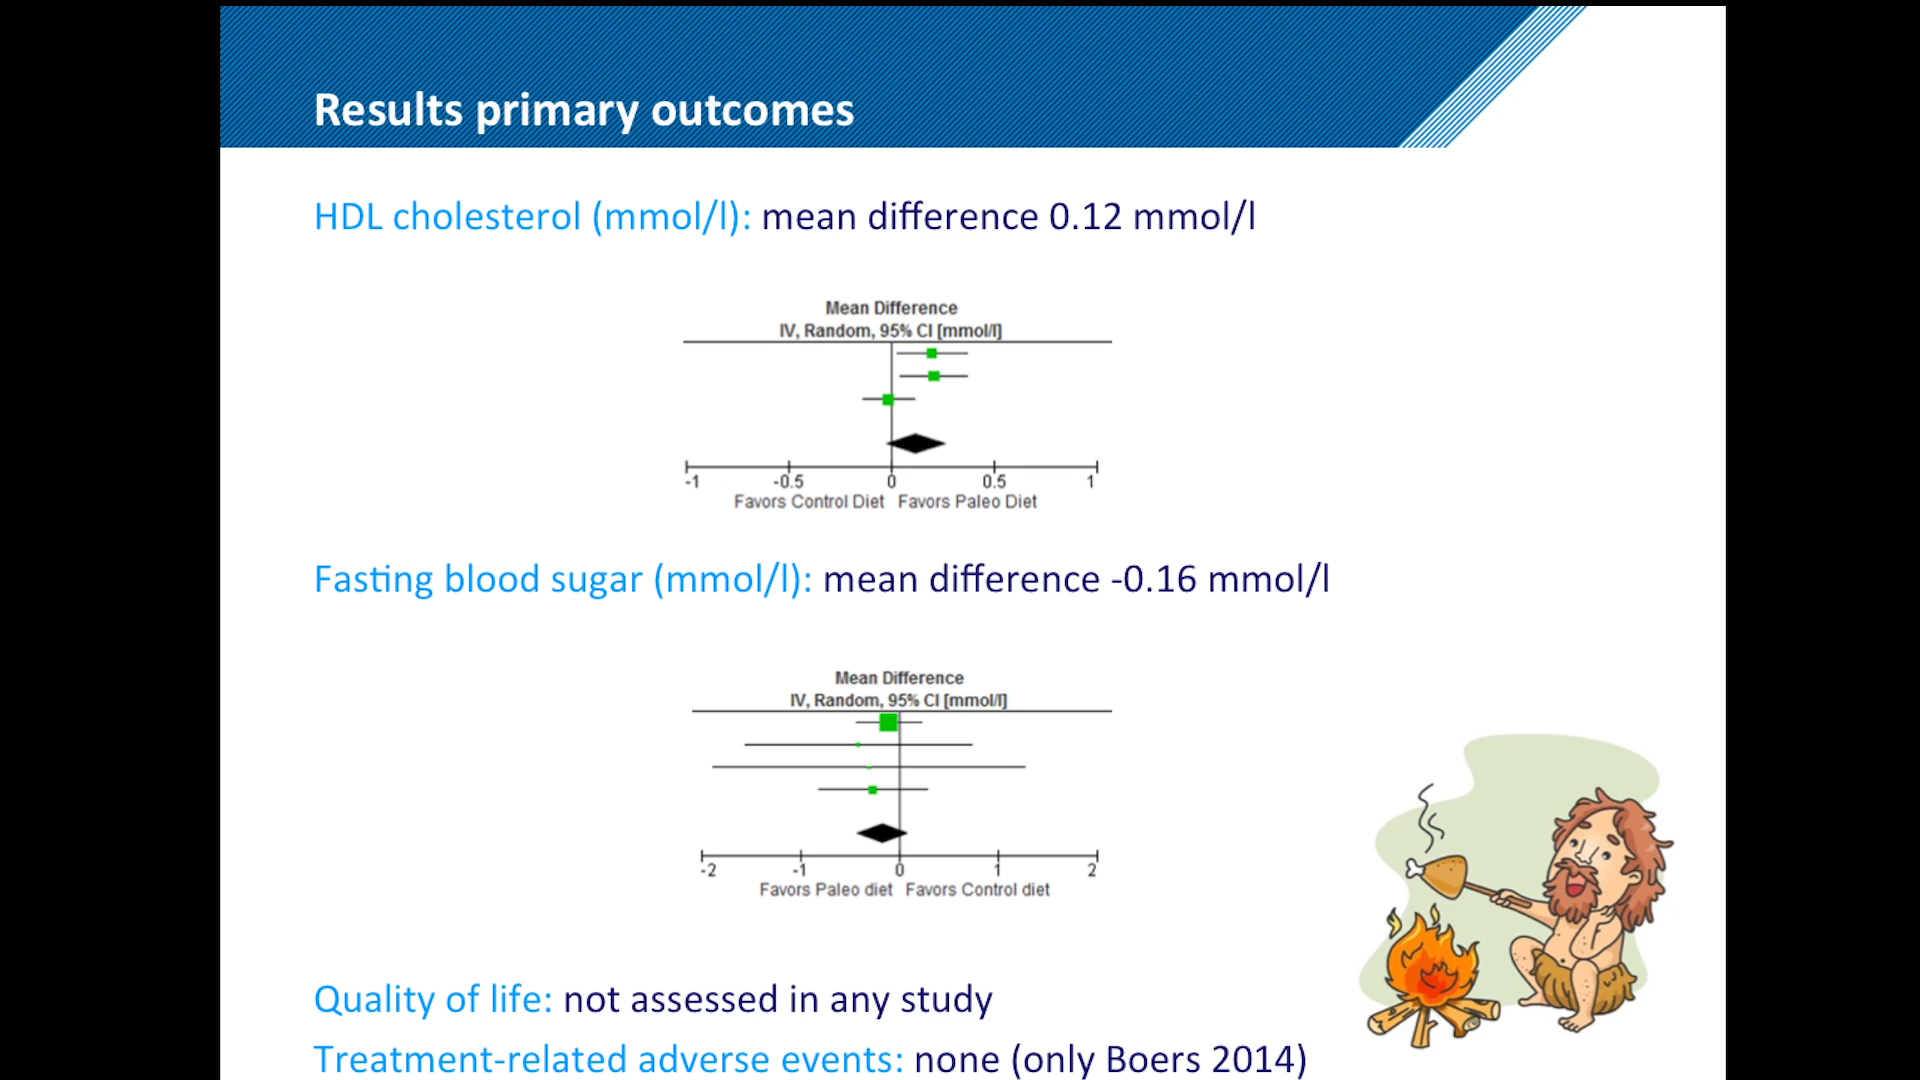 Results primary outcomes
HDL cholesterol (mmol/l): mean difference 0.12 mmol/l
Mean Difference
IV, Random, 95% CI [mmol/l]
-1 -0.5 0 0.5 1
Favors Control Diet Favors Paleo Diet
Fasting blood sugar (mmol/l): mean difference -0.16 mmol/l
Mean Difference
IV, Random, 95% CI [mmol/l]
-2 -1 0 1 2
Favors Paleo diet Favors Control diet
Quality of life: not assessed in any study
Treatment-related adverse events: none (only Boers 2014)